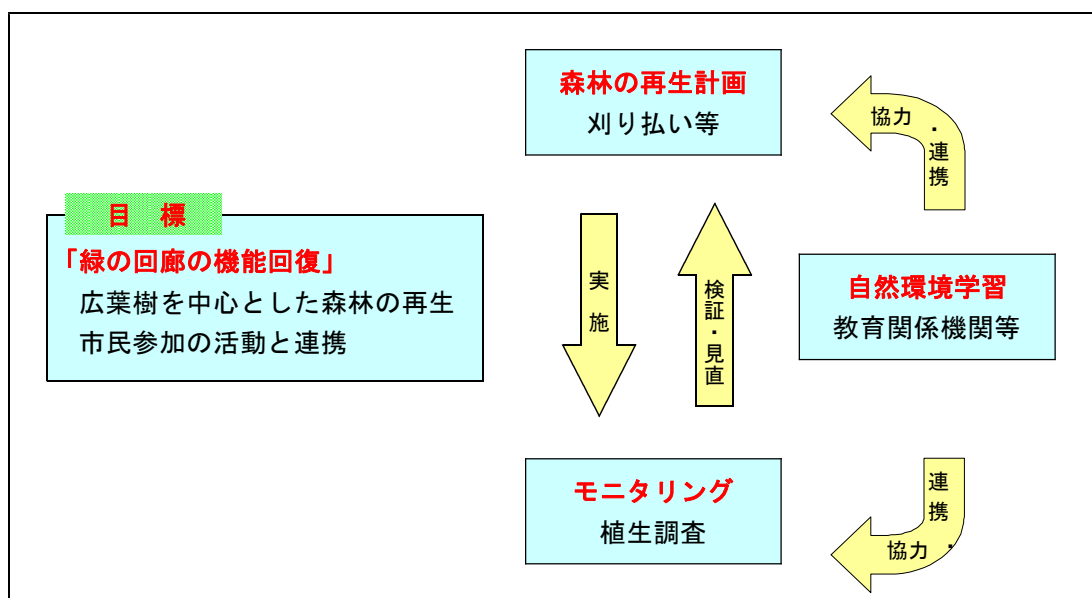 森林の再生計画
刈り払い等
協力・連携
目　標
「緑の回廊の機能回復」
広葉樹を中心とした森林の再生
市民参加の活動と連携
実施
検証・見直
自然環境学習
教育関係機関等
モニタリング
植生調査
連携・協力